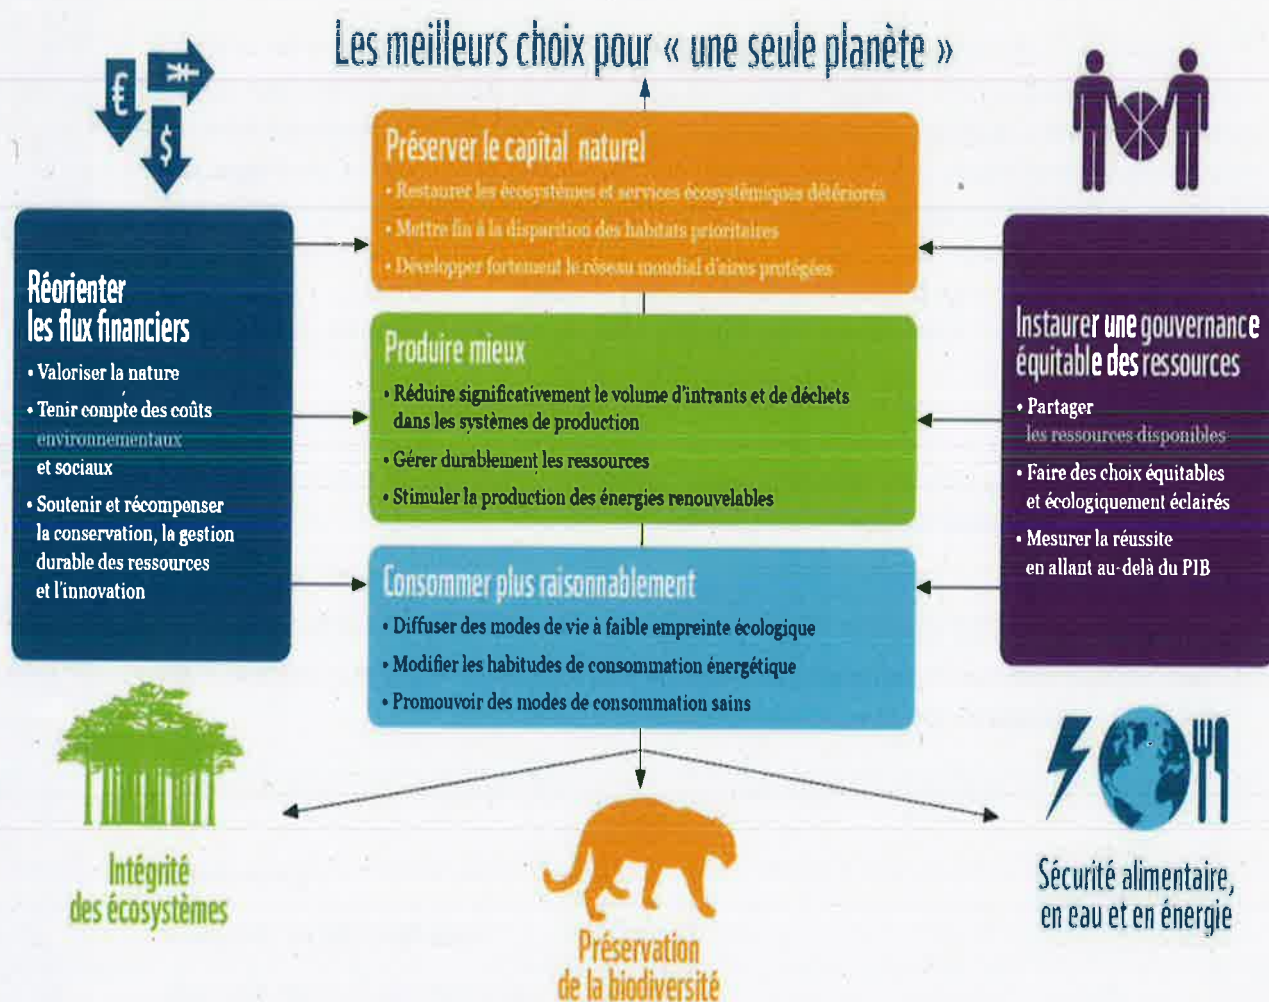 Les meilleurs choix pour « une seule planète »
€
$
Préserver le capital naturel
• Restaurer les écosystèmes et services écosystémiques détériorés
• Mettre fin à la disparition des habitats prioritaires
• Développer fortement le réseau mondial d'aires protégées
Réorienter
les flux financiers
• Valoriser la nature
• Tenir compte des coûts
environnementaux
et sociaux
• Soutenir et récompenser
la conservation, la gestion
durable des ressources
et l'innovation
Produire mieux
• Réduire significativement le volume d'intrants et de déchets
dans les systèmes de production
• Gérer durablement les ressources
• Stimuler la production des énergies renouvelables
Instaurer une gouvernance
équitable des ressources
• Partager
les ressources disponibles
• Faire des choix équitables
et écologiquement éclairés
• Mesurer la réussite
en allant au-delà du PIB
Consommer plus raisonnablement
• Diffuser des modes de vie à faible empreinte écologique
• Modifier les habitudes de consommation énergétique
• Promouvoir des modes de consommation sains
Intégrité
des écosystèmes
Préservation
de la biodiversité
Sécurité alimentaire,
en eau et en énergie